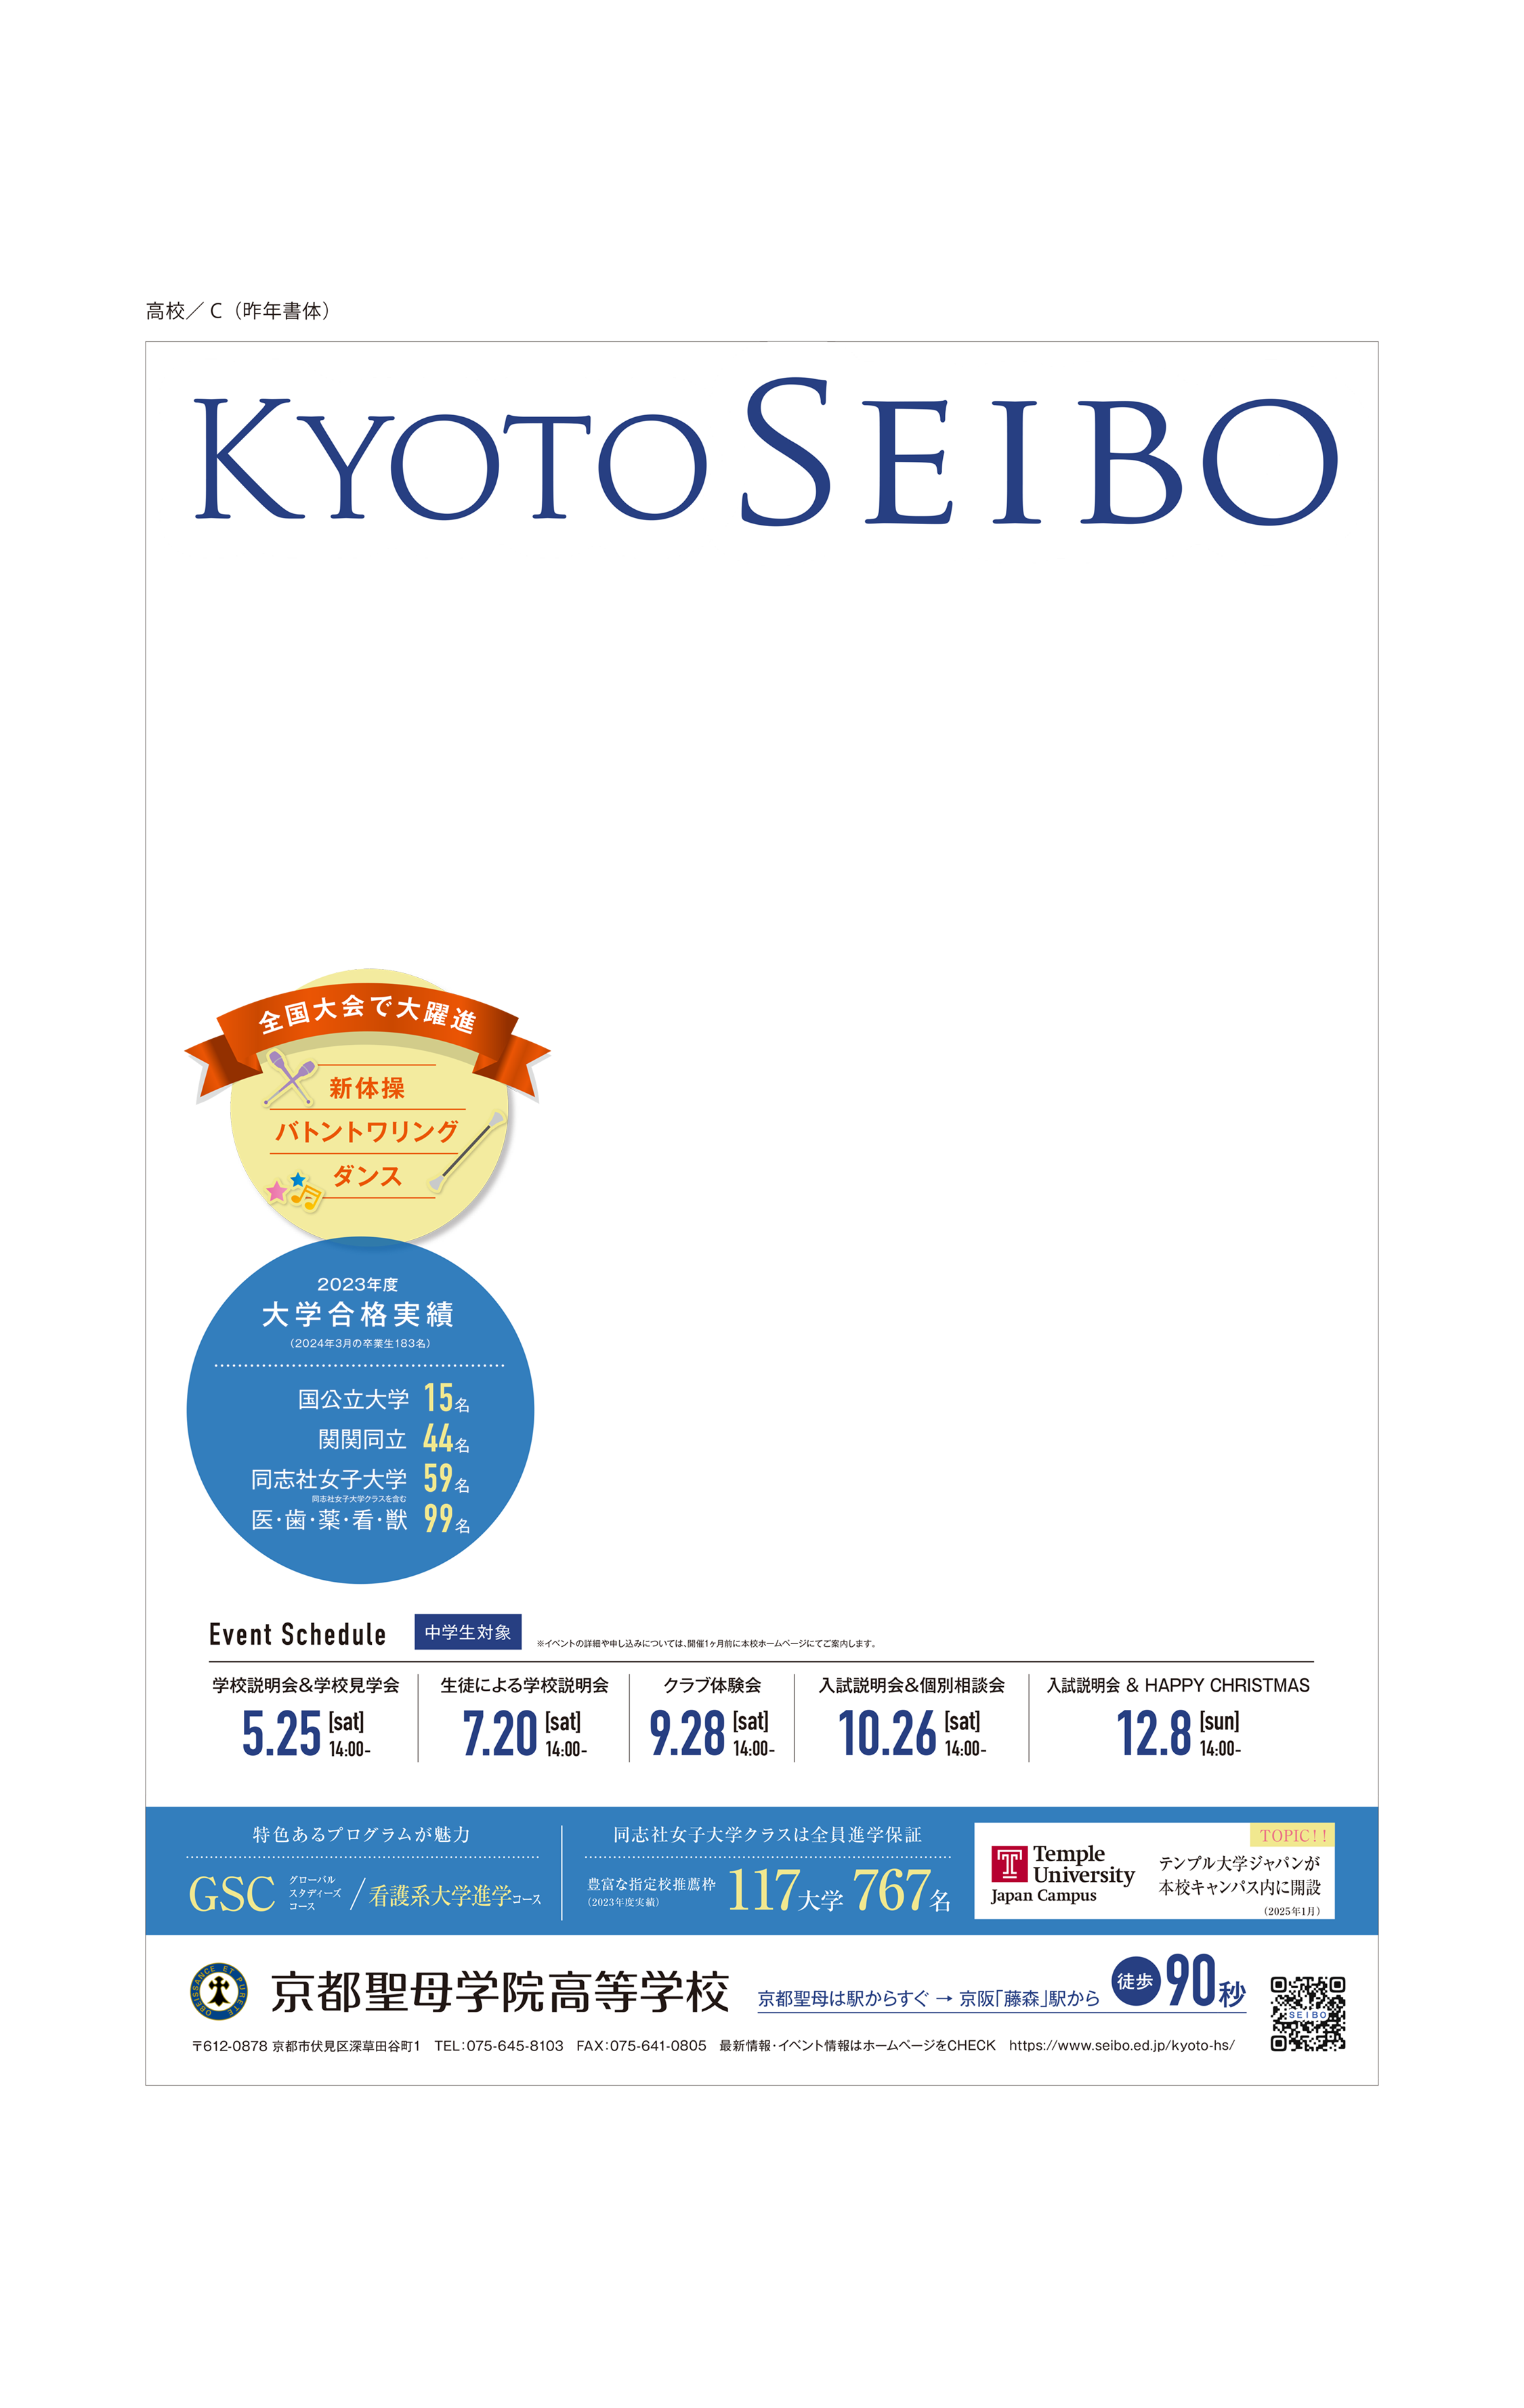 高校／C（昨年書体）
KYOTO SEIBO
全国大会で大躍進
新体操
バトントワリング
ダンス
2023年度
大学合格実績
（2024年3月の卒業生183名）
国公立大学 15名
関関同立 44名
同志社女子大学 59名
同志社女子大学クラスを含む
医・歯・薬・看・獣 99名
Event Schedule 中学生対象 ※イベントの詳細や申し込みについては、開催1ヶ月前に本校ホームページにてご案内します。
学校説明会&学校見学会
5.25 [sat] 14:00-
生徒による学校説明会
7.20 [sat] 14:00-
クラブ体験会
9.28 [sat] 14:00-
入試説明会&個別相談会
10.26 [sat] 14:00-
入試説明会 & HAPPY CHRISTMAS
12.8 [sun] 14:00-
特色あるプログラムが魅力
GSC グローバルスタディーズコース／看護系大学進学コース
同志社女子大学クラスは全員進学保証
豊富な指定校推薦枠 117大学 767名
（2023年度実績）
TOPIC!!
Temple
University
Japan Campus
テンプル大学ジャパンが
本校キャンパス内に開設
（2025年1月）
OBEISSANCE ET PURETE
京都聖母学院高等学校
京都聖母は駅からすぐ → 京阪「藤森」駅から 徒歩 90秒
SEIBO
〒612-0878 京都市伏見区深草田谷町1 TEL：075-645-8103 FAX：075-641-0805 最新情報・イベント情報はホームページをCHECK https://www.seibo.ed.jp/kyoto-hs/